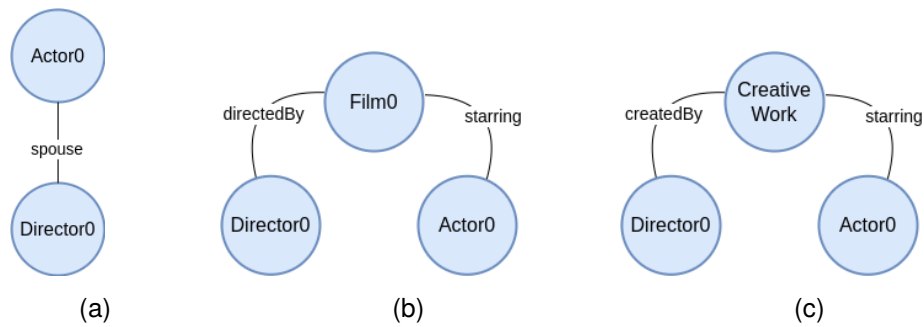 Actor0
spouse
Director0
(a)
Film0
directedBy
starring
Director0
Actor0
(b)
Creative
Work
createdBy
starring
Director0
Actor0
(c)